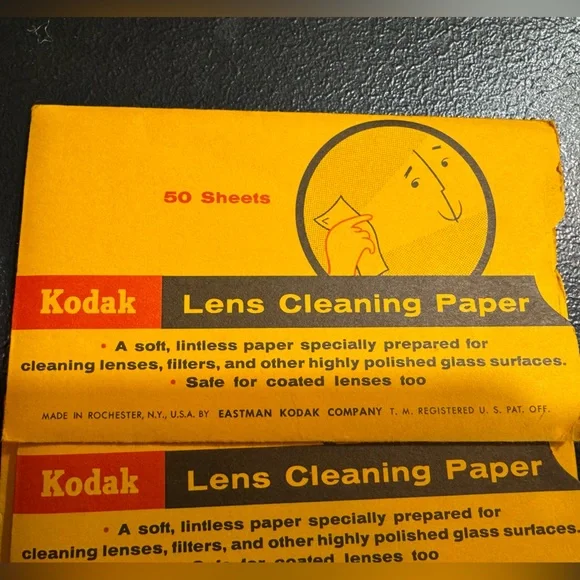 50 Sheets
Kodak Lens Cleaning Paper
• A soft, lintless paper specially prepared for
cleaning lenses, filters, and other highly polished glass surfaces.
• Safe for coated lenses too
MADE IN ROCHESTER, N.Y., U.S.A. BY EASTMAN KODAK COMPANY T. M. REGISTERED U. S. PAT. OFF.
Kodak Lens Cleaning Paper
• A soft, lintless paper specially prepared for
cleaning lenses, filters, and other highly polished glass surfaces.
Safe for coated lenses too